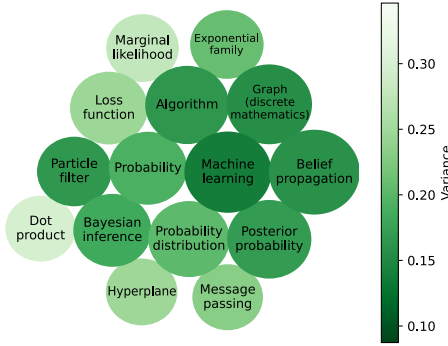 Marginal
likelihood
Exponential
family
Loss
function
Algorithm
Graph
(discrete
mathematics)
Particle
filter
Probability
Machine
learning
Belief
propagation
Dot
product
Bayesian
inference
Probability
distribution
Posterior
probability
Hyperplane
Message
passing
0.30
0.25
0.20
0.15
0.10
Variance